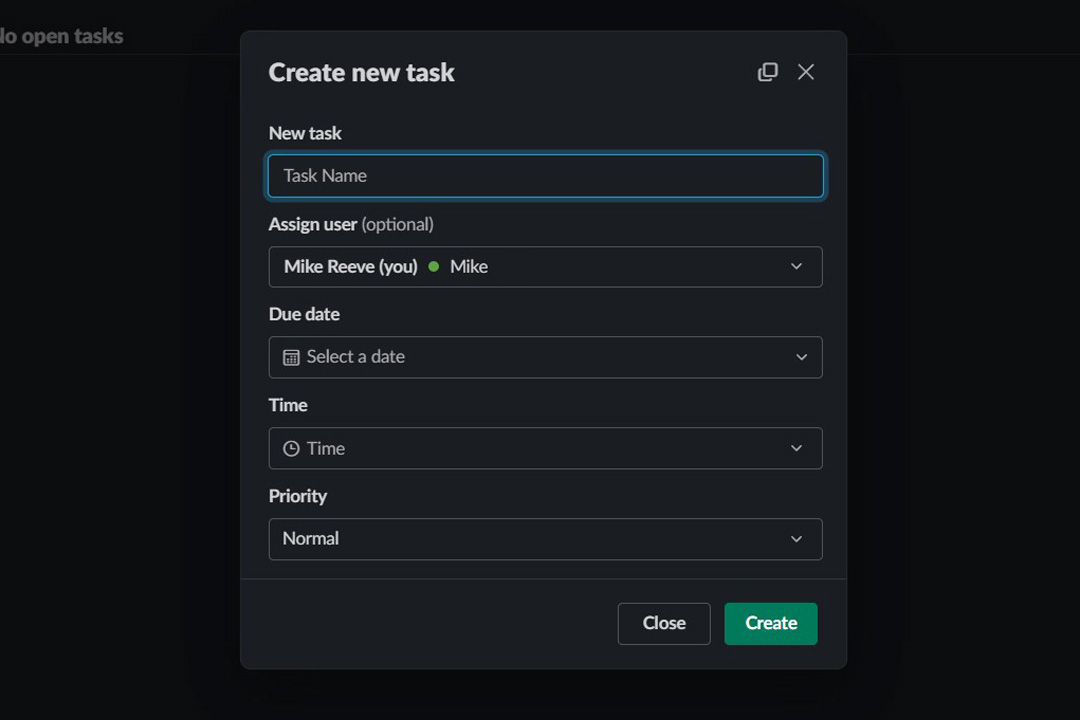 No open tasks
Create new task
New task
Task Name
Assign user (optional)
Mike Reeve (you) Mike
Due date
Select a date
Time
Time
Priority
Normal
Close Create